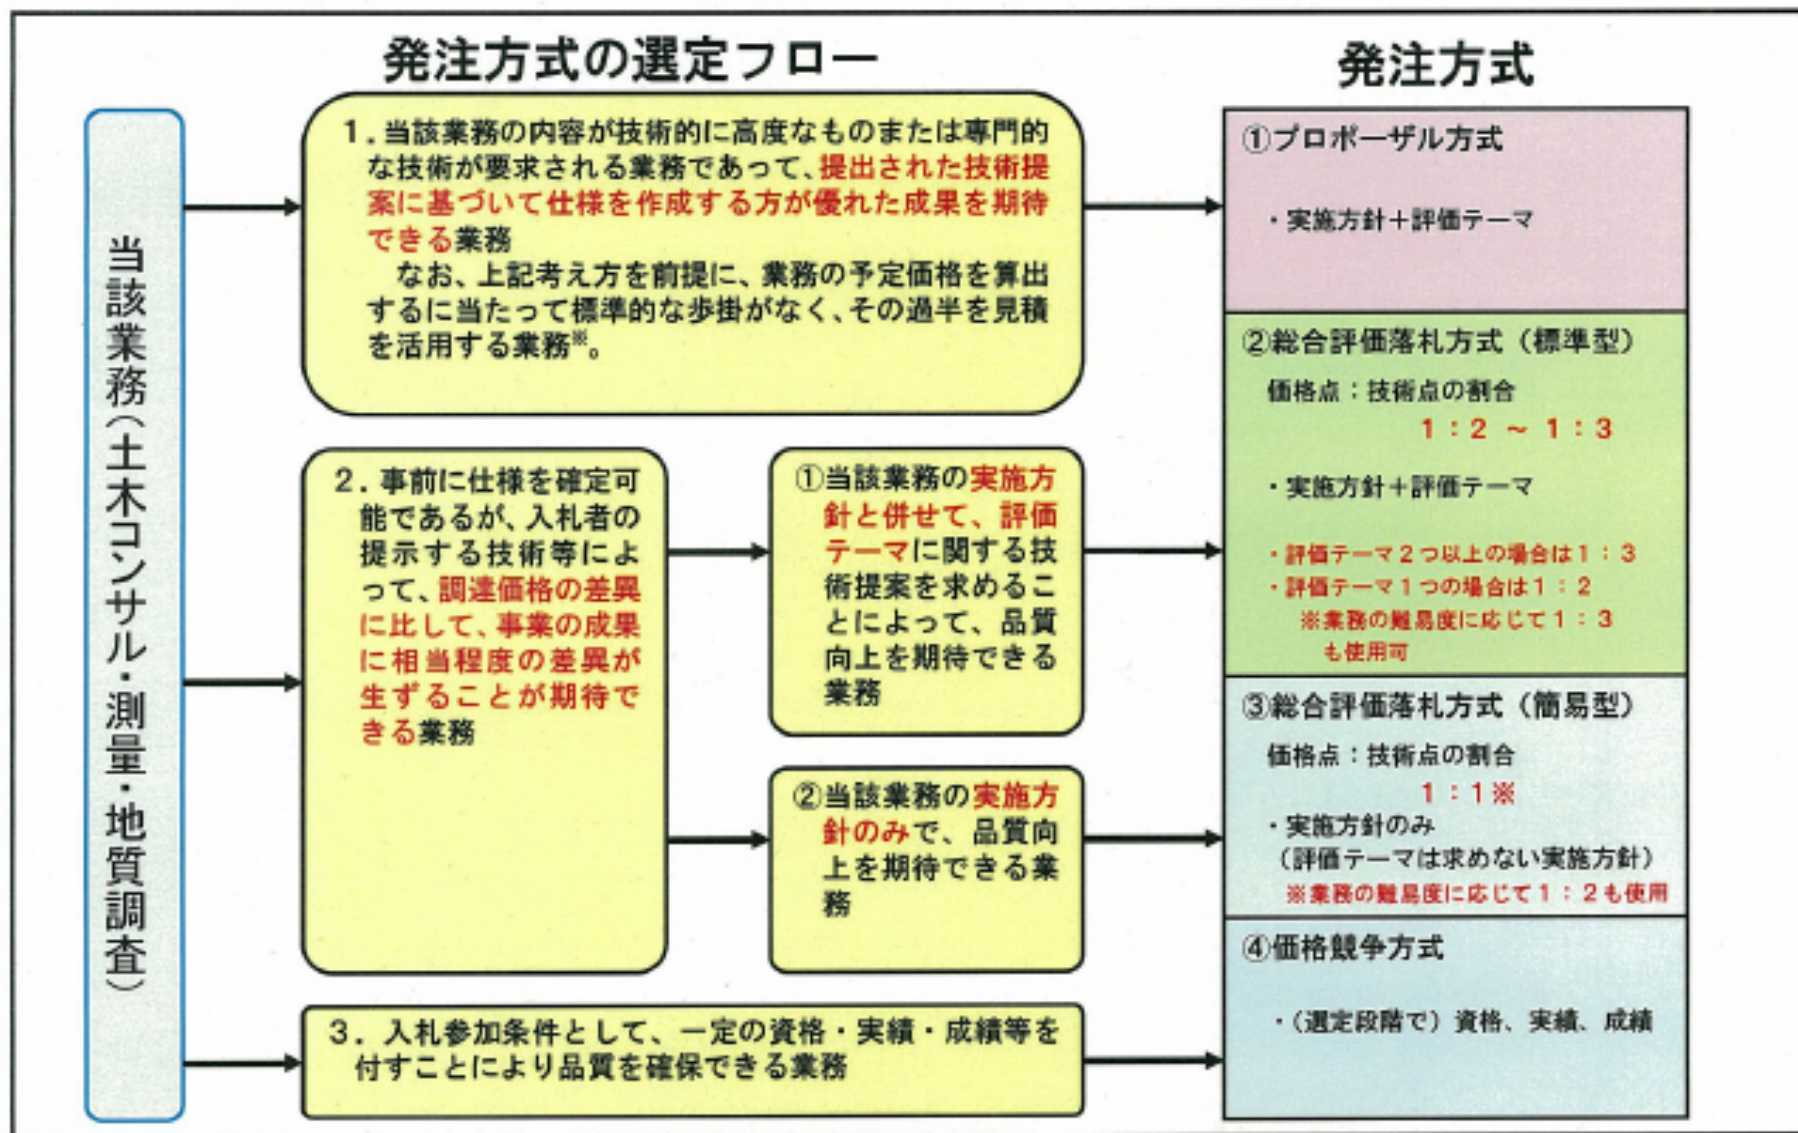 発注方式の選定フロー
発注方式
当該業務（土木コンサル・測量・地質調査）
1．当該業務の内容が技術的に高度なものまたは専門的
な技術が要求される業務であって、提出された技術提
案に基づいて仕様を作成する方が優れた成果を期待
できる業務
なお、上記考え方を前提に、業務の予定価格を算出
するに当たって標準的な歩掛がなく、その過半を見積
を活用する業務※。
2．事前に仕様を確定可
能であるが、入札者の
提示する技術等によ
って、調達価格の差異
に比して、事業の成果
に相当程度の差異が
生ずることが期待で
きる業務
①当該業務の実施方
針と併せて、評価
テーマに関する技
術提案を求めるこ
とによって、品質
向上を期待できる
業務
②当該業務の実施方
針のみで、品質向
上を期待できる業
務
3．入札参加条件として、一定の資格・実績・成績等を
付すことにより品質を確保できる業務
①プロポーザル方式
・実施方針＋評価テーマ
②総合評価落札方式（標準型）
価格点：技術点の割合
1：2 ～ 1：3
・実施方針＋評価テーマ
・評価テーマ2つ以上の場合は1：3
・評価テーマ1つの場合は1：2
※業務の難易度に応じて1：3
も使用可
③総合評価落札方式（簡易型）
価格点：技術点の割合
1：1※
・実施方針のみ
（評価テーマは求めない実施方針）
※業務の難易度に応じて1：2も使用
④価格競争方式
・（選定段階で）資格、実績、成績